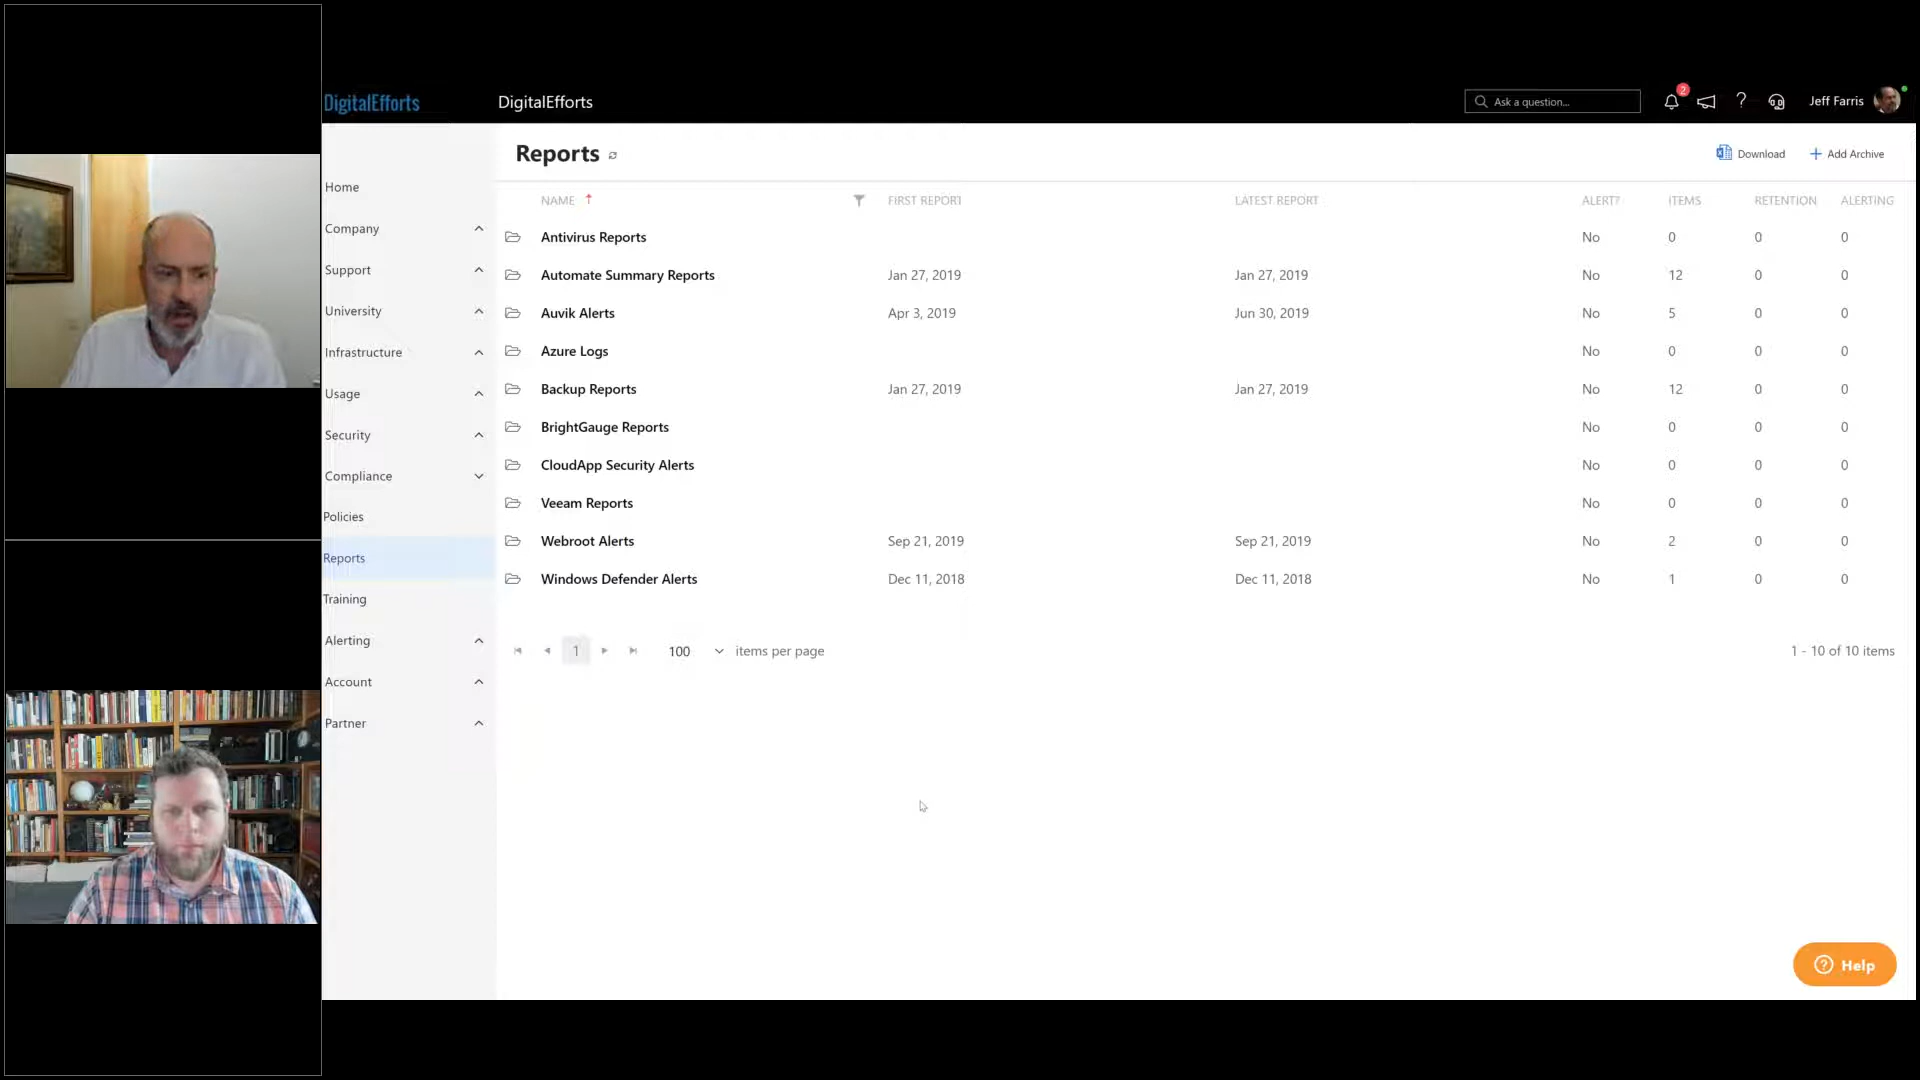 DigitalEfforts
DigitalEfforts
Ask a question...
2
Jeff Farris
Reports
Download
Add Archive
Home
Company
Support
University
Infrastructure
Usage
Security
Compliance
Policies
Reports
Training
Alerting
Account
Partner
NAME FIRST REPORT LATEST REPORT ALERT? ITEMS RETENTION ALERTING
Antivirus Reports No 0 0 0
Automate Summary Reports Jan 27, 2019 Jan 27, 2019 No 12 0 0
Auvik Alerts Apr 3, 2019 Jun 30, 2019 No 5 0 0
Azure Logs No 0 0 0
Backup Reports Jan 27, 2019 Jan 27, 2019 No 12 0 0
BrightGauge Reports No 0 0 0
CloudApp Security Alerts No 0 0 0
Veeam Reports No 0 0 0
Webroot Alerts Sep 21, 2019 Sep 21, 2019 No 2 0 0
Windows Defender Alerts Dec 11, 2018 Dec 11, 2018 No 1 0 0
1 100 items per page 1 - 10 of 10 items
Help